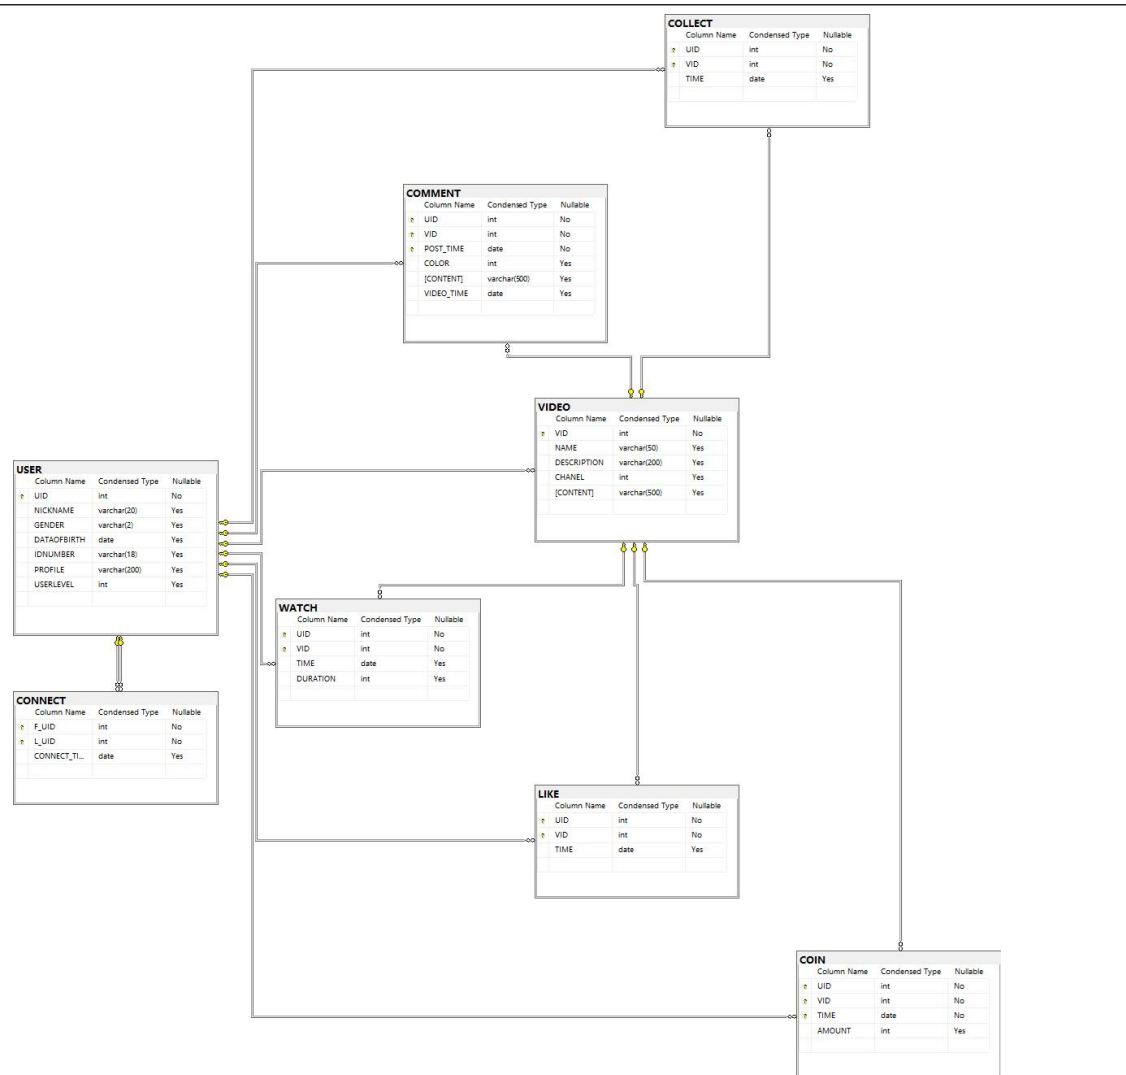 COLLECT
Column Name Condensed Type Nullable
UID int No
VID int No
TIME date Yes
COMMENT
Column Name Condensed Type Nullable
UID int No
VID int No
POST_TIME date No
COLOR int Yes
[CONTENT] varchar(500) Yes
VIDEO_TIME date Yes
VIDEO
Column Name Condensed Type Nullable
VID int No
NAME varchar(50) Yes
DESCRIPTION varchar(200) Yes
CHANEL int Yes
[CONTENT] varchar(500) Yes
USER
Column Name Condensed Type Nullable
UID int No
NICKNAME varchar(20) Yes
GENDER varchar(2) Yes
DATAOFBIRTH date Yes
IDNUMBER varchar(18) Yes
PROFILE varchar(200) Yes
USERLEVEL int Yes
WATCH
Column Name Condensed Type Nullable
UID int No
VID int No
TIME date Yes
DURATION int Yes
CONNECT
Column Name Condensed Type Nullable
F_UID int No
L_UID int No
CONNECT_TI... date Yes
LIKE
Column Name Condensed Type Nullable
UID int No
VID int No
TIME date Yes
COIN
Column Name Condensed Type Nullable
UID int No
VID int No
TIME date No
AMOUNT int Yes